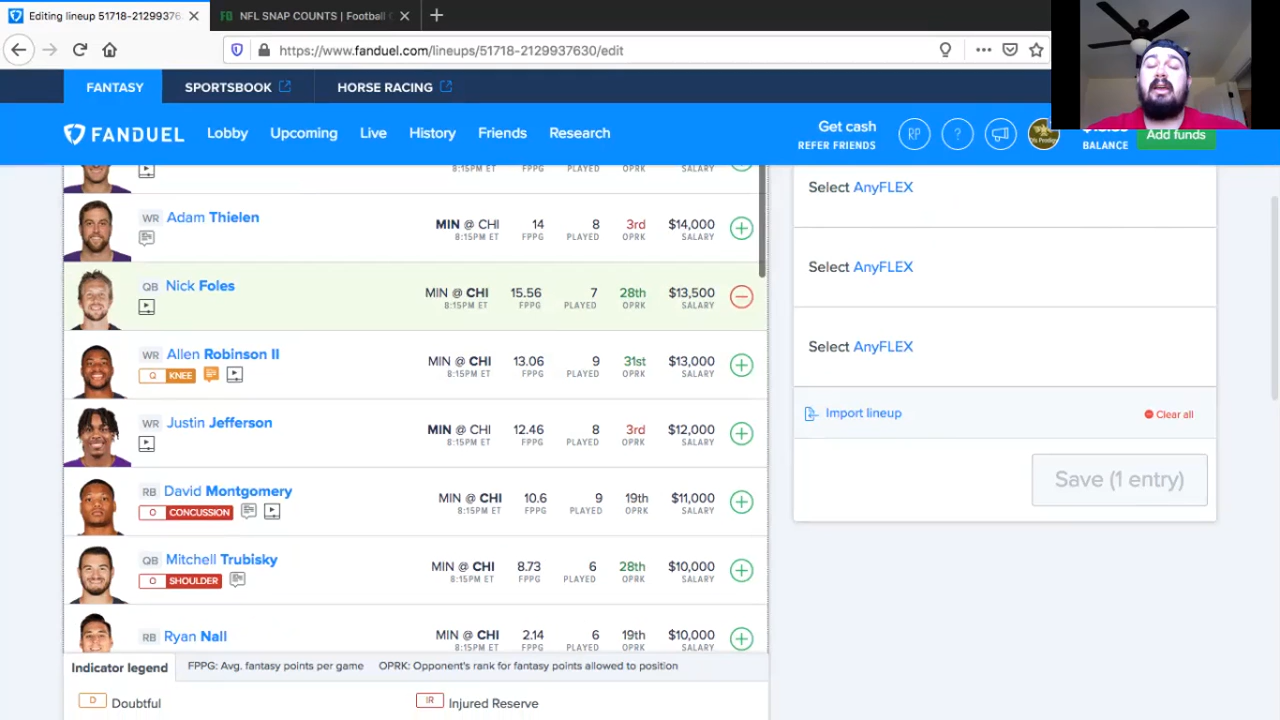 Editing lineup 51718-2129937630
NFL SNAP COUNTS | Football
https://www.fanduel.com/lineups/51718-2129937630/edit
FANTASY SPORTSBOOK HORSE RACING
FANDUEL Lobby Upcoming Live History Friends Research
Get cash
REFER FRIENDS
RP ?
BALANCE
Add funds
8:15PM ET FPPG PLAYED OPRK SALARY
WR Adam Thielen MIN @ CHI 14 8 3rd $14,000
8:15PM ET FPPG PLAYED OPRK SALARY
QB Nick Foles MIN @ CHI 15.56 7 28th $13,500
8:15PM ET FPPG PLAYED OPRK SALARY
WR Allen Robinson II MIN @ CHI 13.06 9 31st $13,000
Q KNEE 8:15PM ET FPPG PLAYED OPRK SALARY
WR Justin Jefferson MIN @ CHI 12.46 8 3rd $12,000
8:15PM ET FPPG PLAYED OPRK SALARY
RB David Montgomery MIN @ CHI 10.6 9 19th $11,000
O CONCUSSION 8:15PM ET FPPG PLAYED OPRK SALARY
QB Mitchell Trubisky MIN @ CHI 8.73 6 28th $10,000
O SHOULDER 8:15PM ET FPPG PLAYED OPRK SALARY
RB Ryan Nall MIN @ CHI 2.14 6 19th $10,000
8:15PM ET FPPG PLAYED OPRK SALARY
Indicator legend FPPG: Avg. fantasy points per game OPRK: Opponent's rank for fantasy points allowed to position
D Doubtful IR Injured Reserve
Select AnyFLEX
Select AnyFLEX
Select AnyFLEX
Import lineup Clear all
Save (1 entry)